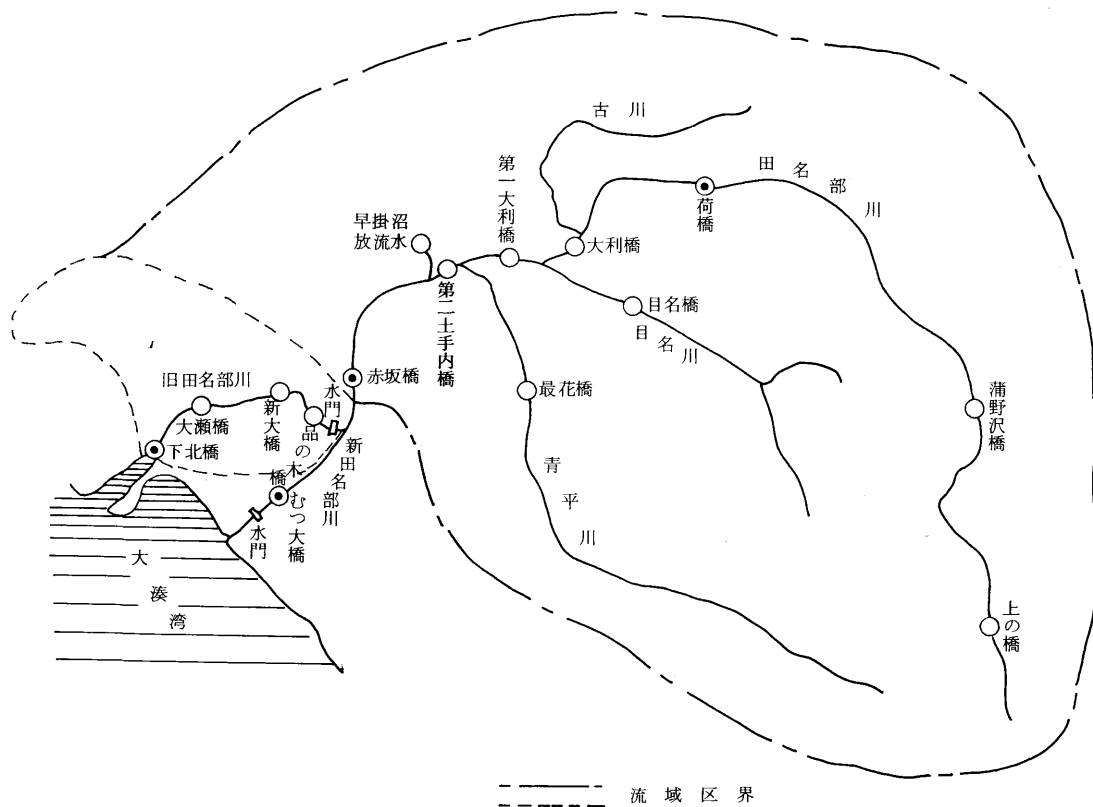 古川
田名部川
第一大利橋
荷橋
早掛沼
放流水
大利橋
第二土手内橋
目名橋
目名川
赤坂橋
最花橋
蒲野沢橋
旧田名部川
水門
新大橋
大瀬橋
品の木橋
下北橋
新田名部川
むつ大橋
水門
青平川
大湊湾
上の橋
流域区界